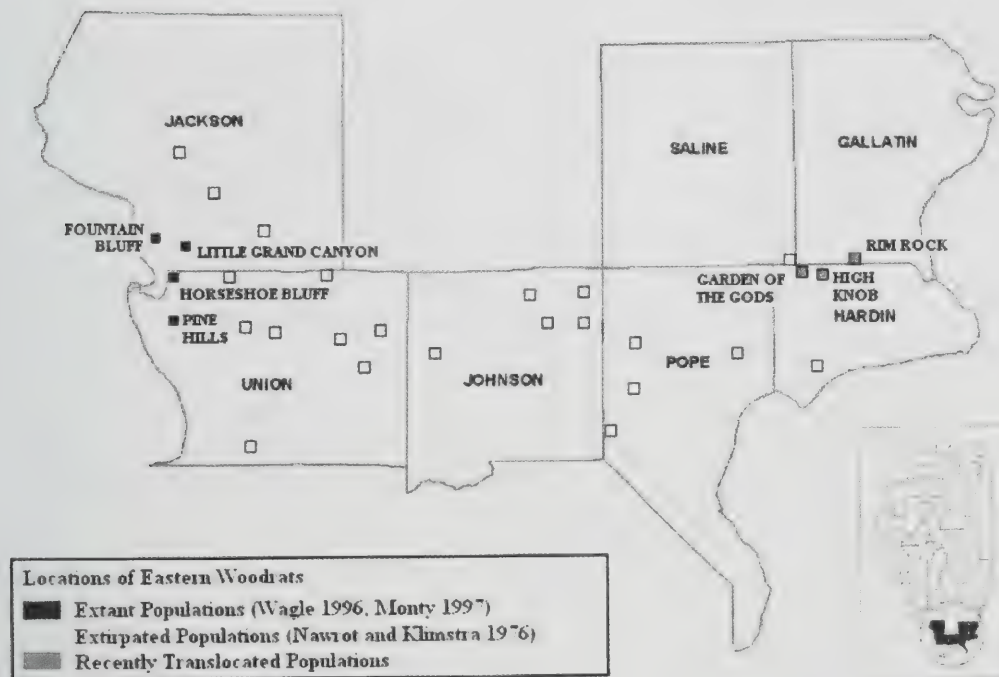 JACKSON
SALINE
GALLATIN
FOUNTAIN
BLUFF
LITTLE GRAND CANYON
RIM ROCK
HORSESHOE BLUFF
GARDEN OF
THE GODS
HIGH
KNOB
HARDIN
PINE
HILLS
UNION
JOHNSON
POPE
Locations of Eastern Woodrats
Extant Populations (Wagle 1996, Monty 1997)
Extirpated Populations (Nawrot and Klimstra 1976)
Recently Translocated Populations